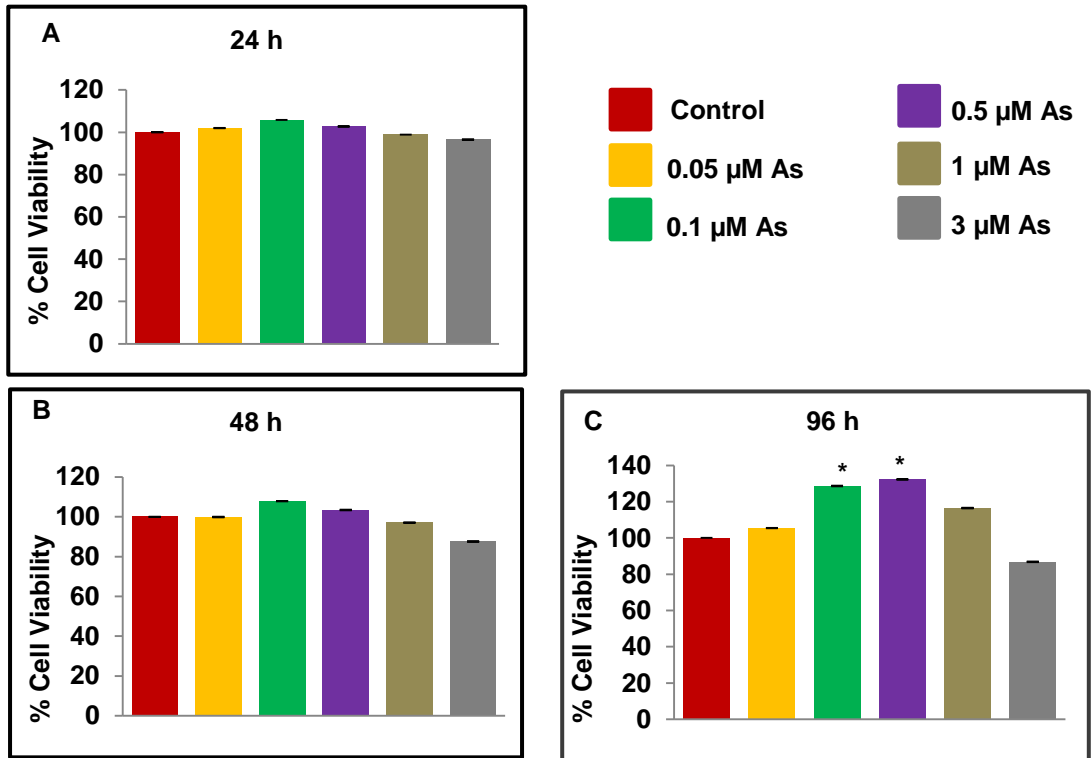 A
24 h
% Cell Viability
120
100
80
60
40
20
0
Control
0.05 µM As
0.1 µM As
0.5 µM As
1 µM As
3 µM As
B
48 h
% Cell Viability
120
100
80
60
40
20
0
C
96 h
% Cell Viability
140
120
100
80
60
40
20
0
* *